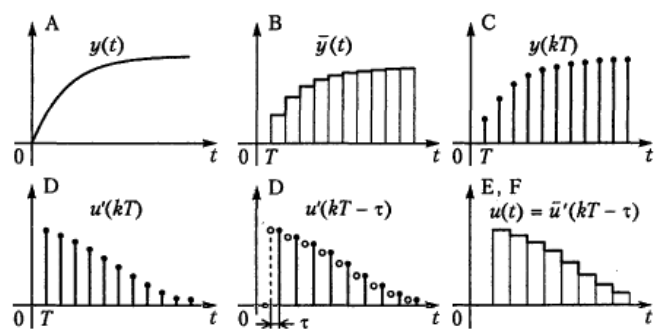 A
y(t)
0
t
B
ȳ(t)
0
T
t
C
y(kT)
0
T
t
D
u'(kT)
0
T
t
D
u'(kT − τ)
0
τ
t
E, F
u(t) = ū'(kT − τ)
0
t